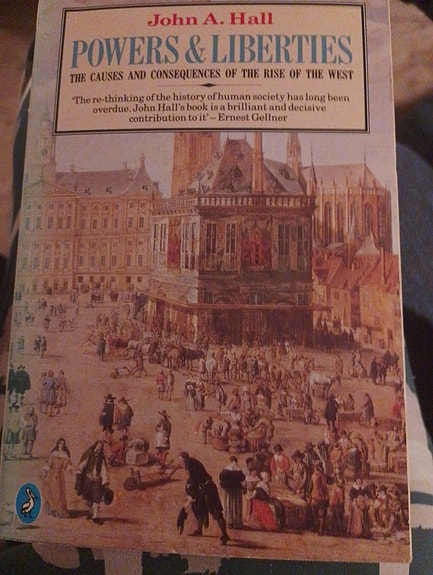 John A. Hall
POWERS & LIBERTIES
THE CAUSES AND CONSEQUENCES OF THE RISE OF THE WEST
'The re-thinking of the history of human society has long been
overdue. John Hall's book is a brilliant and decisive
contribution to it' – Ernest Gellner